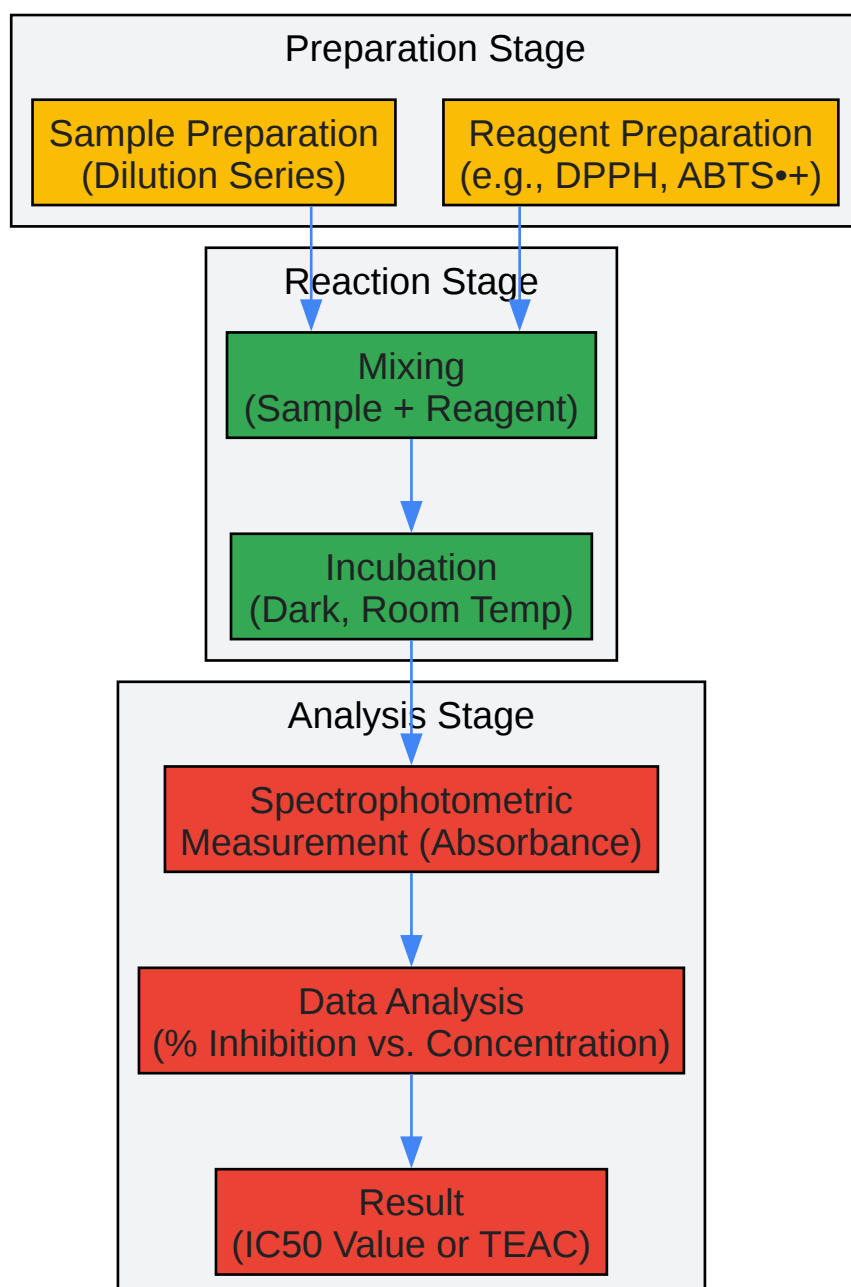 Preparation Stage
Sample Preparation
(Dilution Series)
Reagent Preparation
(e.g., DPPH, ABTS•+)
Reaction Stage
Mixing
(Sample + Reagent)
Incubation
(Dark, Room Temp)
Analysis Stage
Spectrophotometric
Measurement (Absorbance)
Data Analysis
(% Inhibition vs. Concentration)
Result
(IC50 Value or TEAC)